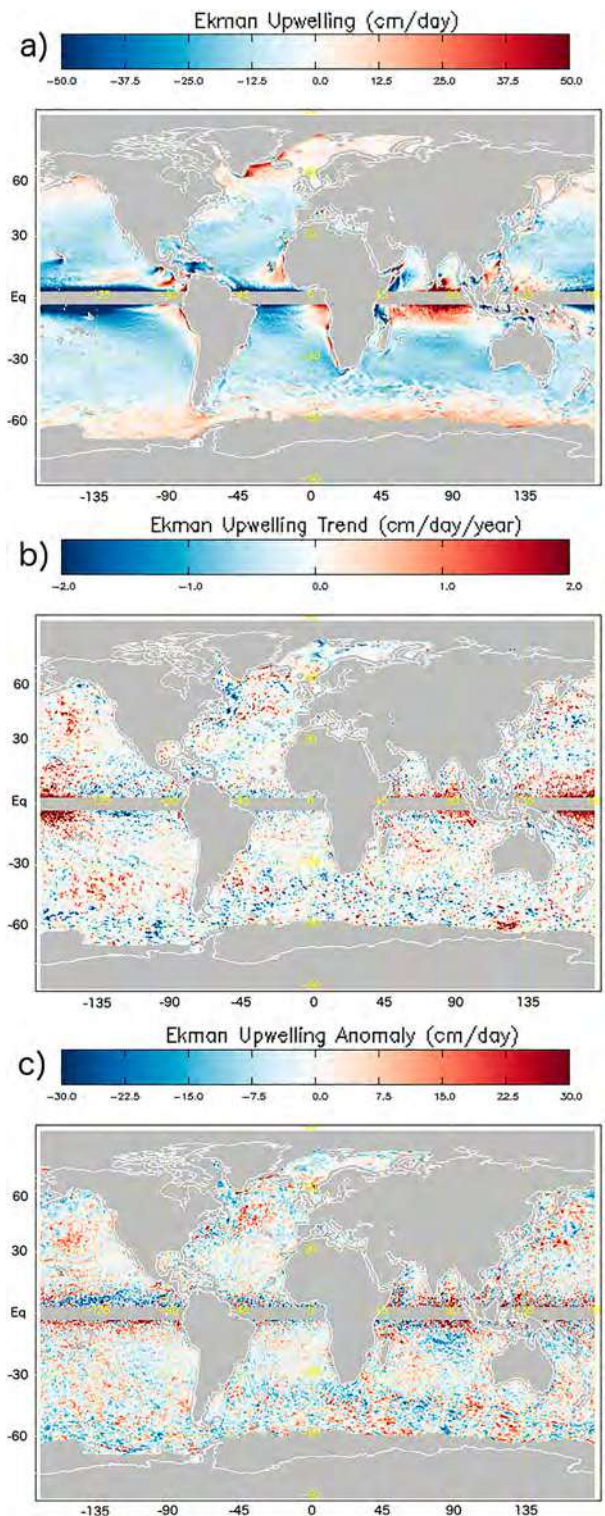 a)
Ekman Upwelling (cm/day)
-50.0 -37.5 -25.0 -12.5 0.0 12.5 25.0 37.5 50.0
60
30
Eq
-30
-60
-135 -90 -45 0 45 90 135
b)
Ekman Upwelling Trend (cm/day/year)
-2.0 -1.0 0.0 1.0 2.0
60
30
Eq
-30
-60
-135 -90 -45 0 45 90 135
c)
Ekman Upwelling Anomaly (cm/day)
-30.0 -22.5 -15.0 -7.5 0.0 7.5 15.0 22.5 30.0
60
30
Eq
-30
-60
-135 -90 -45 0 45 90 135